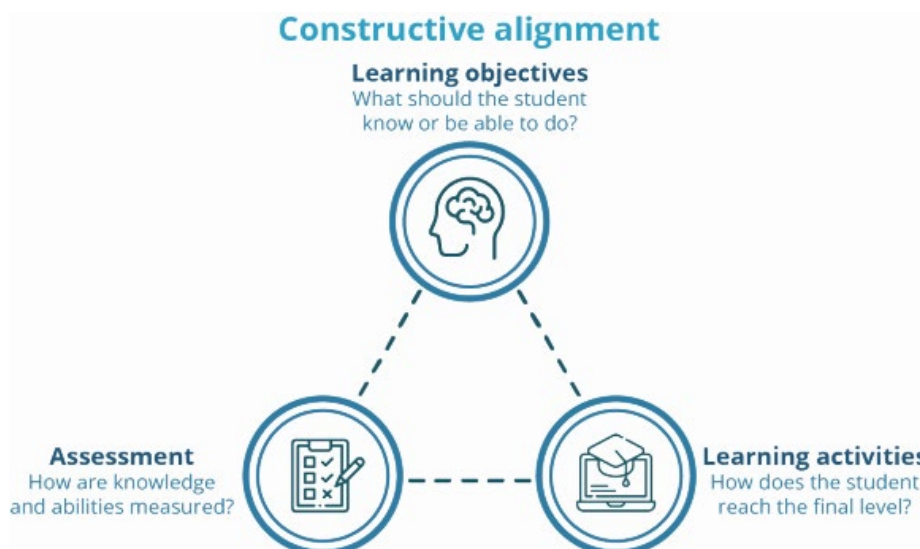 Constructive alignment
Learning objectives
What should the student
know or be able to do?
Assessment
How are knowledge
and abilities measured?
Learning activities
How does the student
reach the final level?